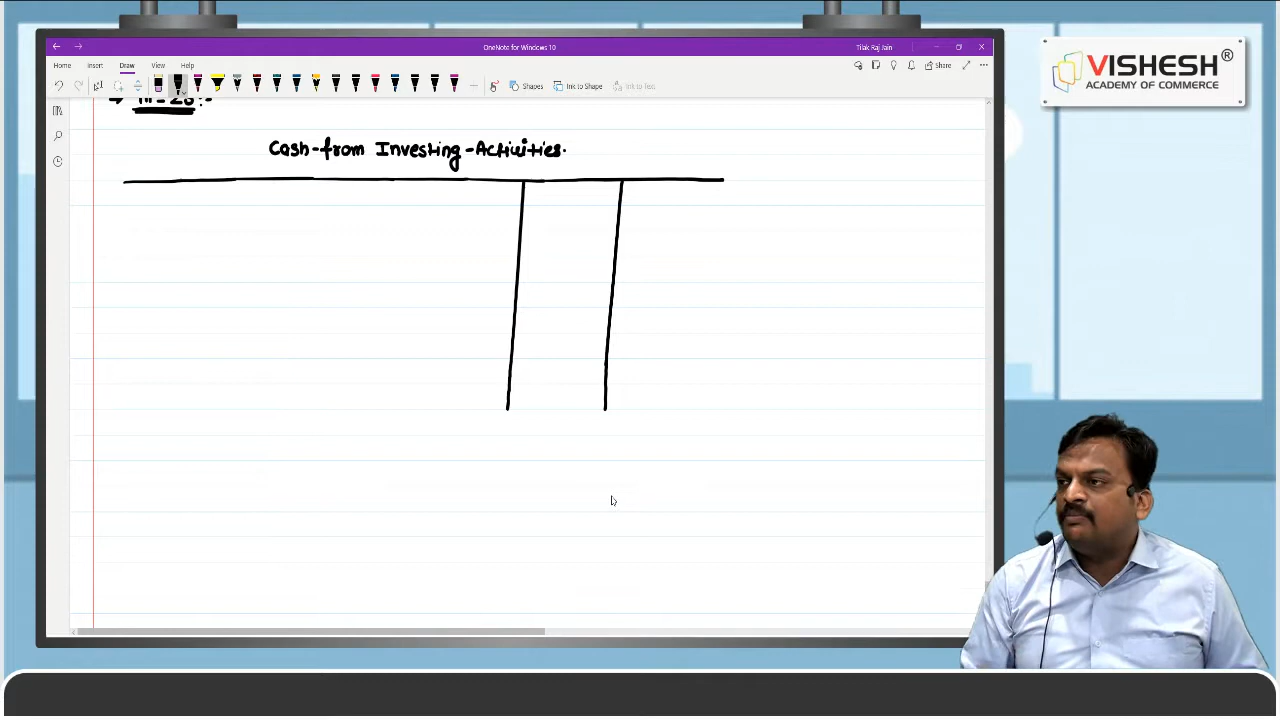 OneNote for Windows 10
Tilak Raj Jain
Home Insert Draw View Help
Share
Shapes Ink to Shape Ink to Text
Cash-from Investing-Activities.
VISHESH®
ACADEMY OF COMMERCE